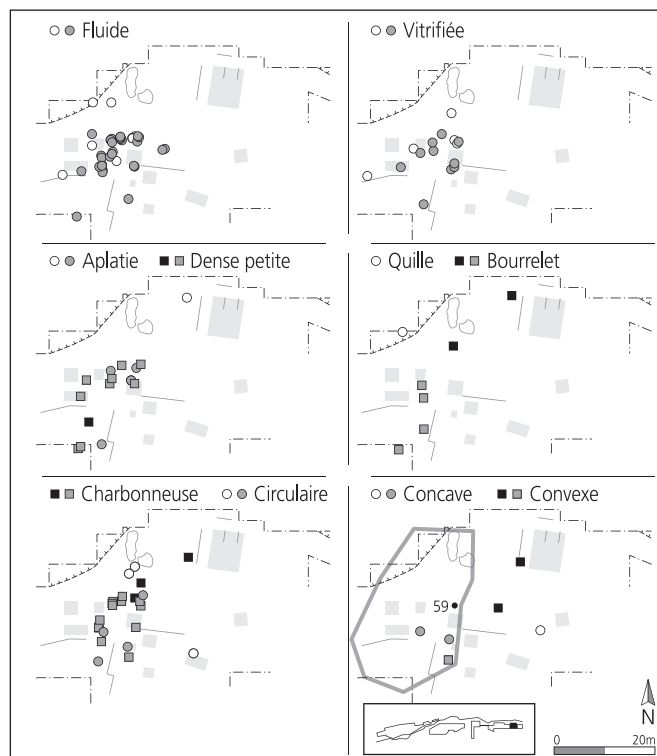 Fluide
Vitrifiée
Aplatie
Dense petite
Quille
Bourrelet
Charbonneuse
Circulaire
Concave
Convexe
59
N
0
20m